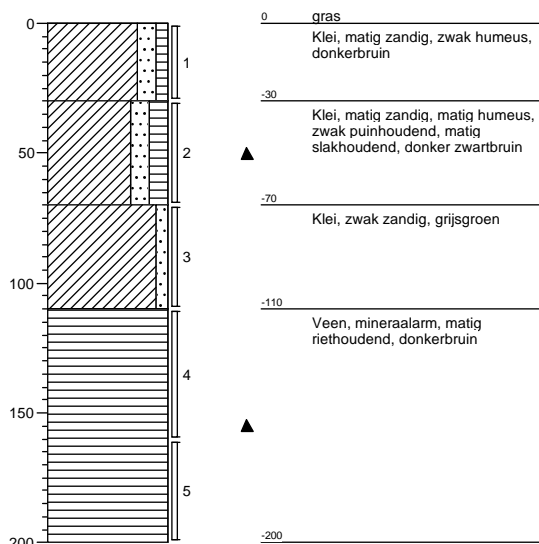 0
50
100
150
200
1
2
3
4
5
0
gras
Klei, matig zandig, zwak humeus,
donkerbruin
-30
Klei, matig zandig, matig humeus,
zwak puinhoudend, matig
slakhoudend, donker zwartbruin
-70
Klei, zwak zandig, grijsgroen
-110
Veen, mineraalarm, matig
riethoudend, donkerbruin
-200